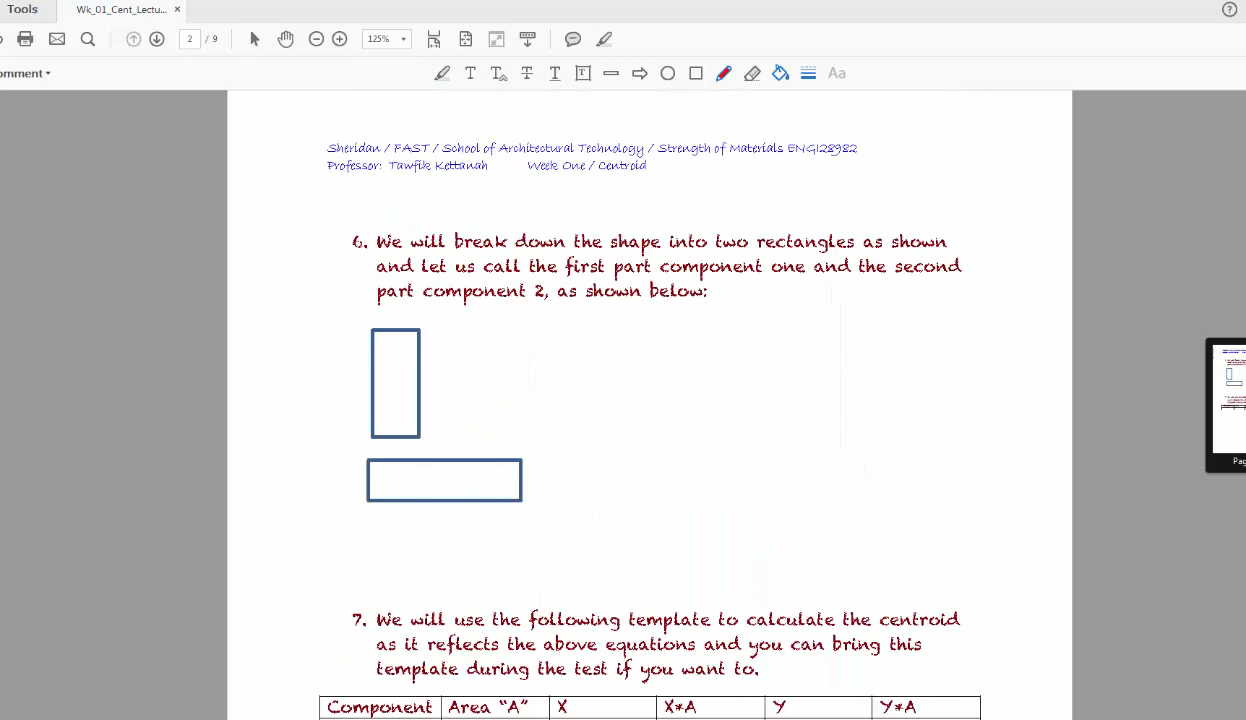 Tools
Wk_01_Cent_Lectu... ×
2 / 9
125%
omment
T T T T T Aa
Sheridan / FAST / School of Architectural Technology / Strength of Materials ENGI28982
Professor: Tawfik Kettanah Week One / Centroid
6. We will break down the shape into two rectangles as shown
and let us call the first part component one and the second
part component 2, as shown below:
7. We will use the following template to calculate the centroid
as it reflects the above equations and you can bring this
template during the test if you want to.
Component Area "A" X X*A Y Y*A
Pag